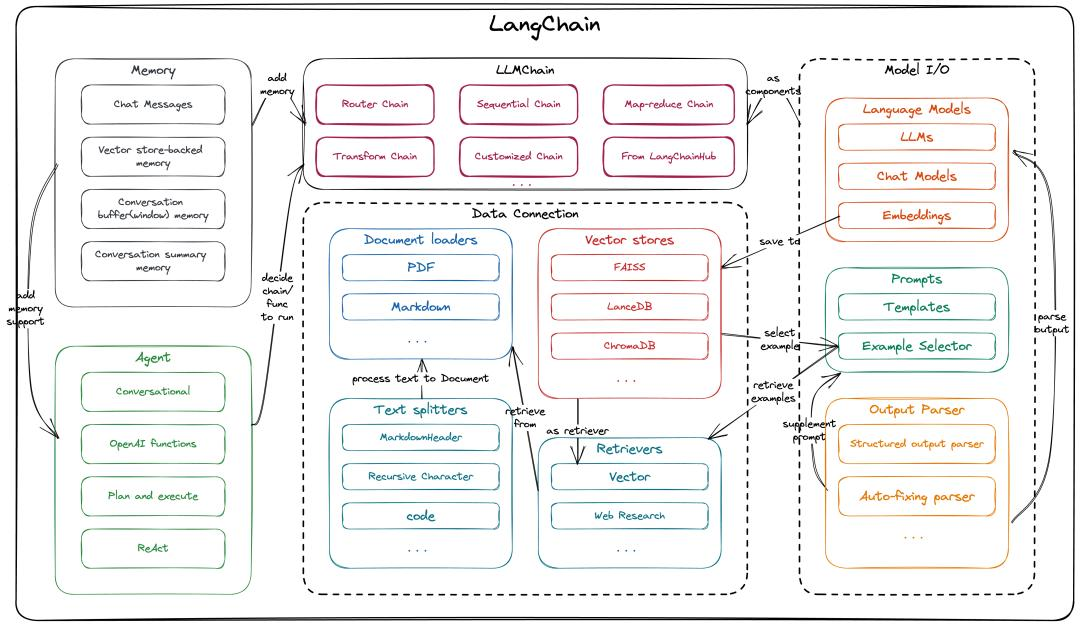 LangChain
Memory
Chat Messages
Vector store-backed
memory
Conversation
buffer(window) memory
Conversation summary
memory
add
memory
LLMChain
Router Chain
Sequential Chain
Map-reduce Chain
Transform Chain
Customized Chain
From LangChainHub
...
as
components
Model I/O
Language Models
LLMs
Chat Models
Embeddings
save to
Prompts
Templates
Example Selector
Output Parser
Structured output parser
Auto-fixing parser
...
parse
output
supplement
prompt
select
example
retrieve
examples
Data Connection
Document loaders
PDF
Markdown
...
Vector stores
FAISS
LanceDB
ChromaDB
...
process text to Document
Text splitters
MarkdownHeader
Recursive Character
code
...
retrieve
from
as retriever
Retrievers
Vector
Web Research
...
add
memory
support
decide
chain/
func
to run
Agent
Conversational
OpenAI functions
Plan and execute
ReAct